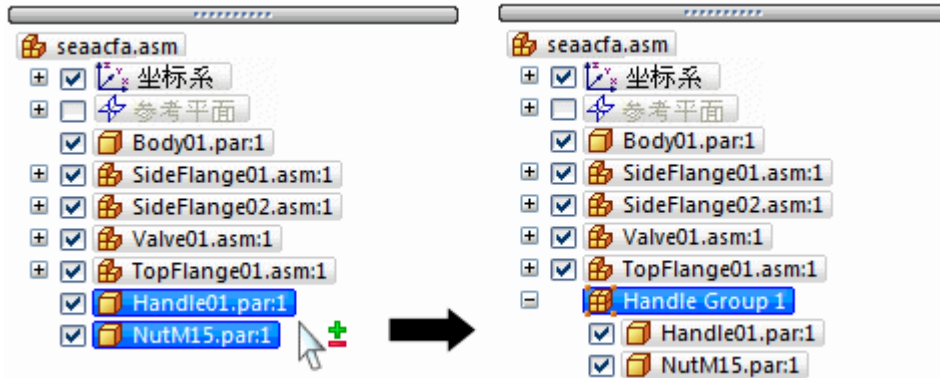 seaacfa.asm
坐标系
参考平面
Body01.par:1
SideFlange01.asm:1
SideFlange02.asm:1
Valve01.asm:1
TopFlange01.asm:1
Handle01.par:1
NutM15.par:1
seaacfa.asm
坐标系
参考平面
Body01.par:1
SideFlange01.asm:1
SideFlange02.asm:1
Valve01.asm:1
TopFlange01.asm:1
Handle Group 1
Handle01.par:1
NutM15.par:1